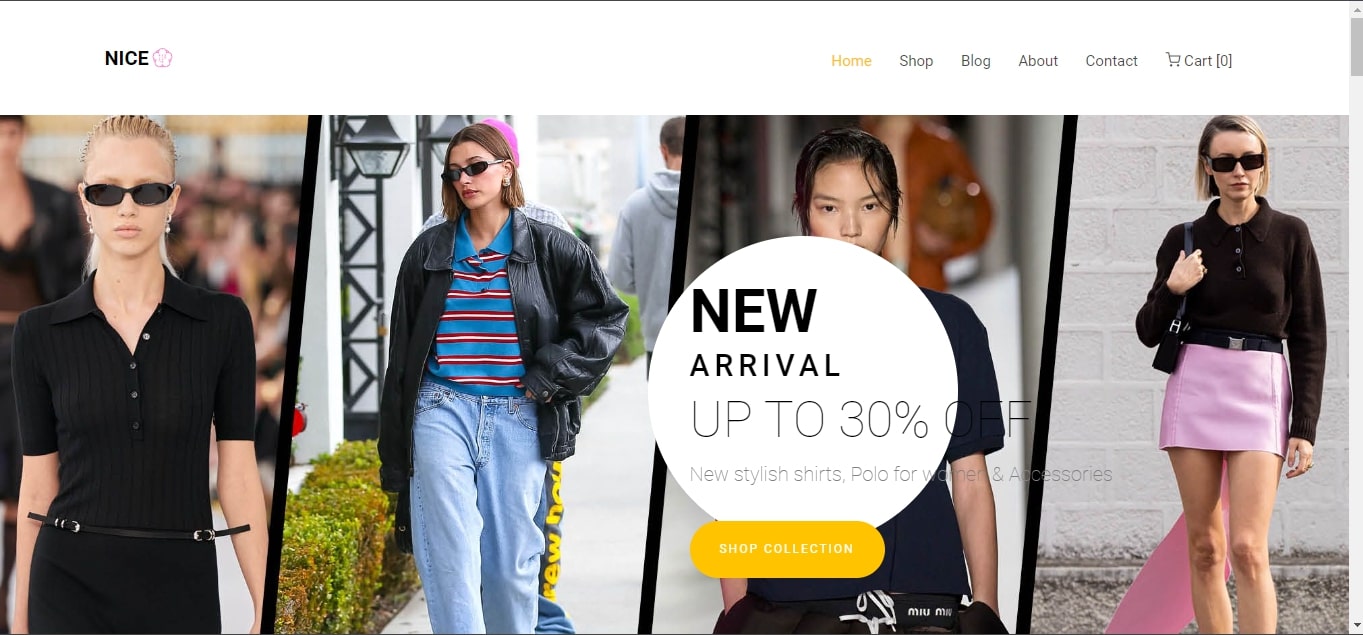 NICE
Home Shop Blog About Contact Cart [0]
NEW
ARRIVAL
UP TO 30% OFF
New stylish shirts, Polo for women & Accessories
SHOP COLLECTION
miu miu